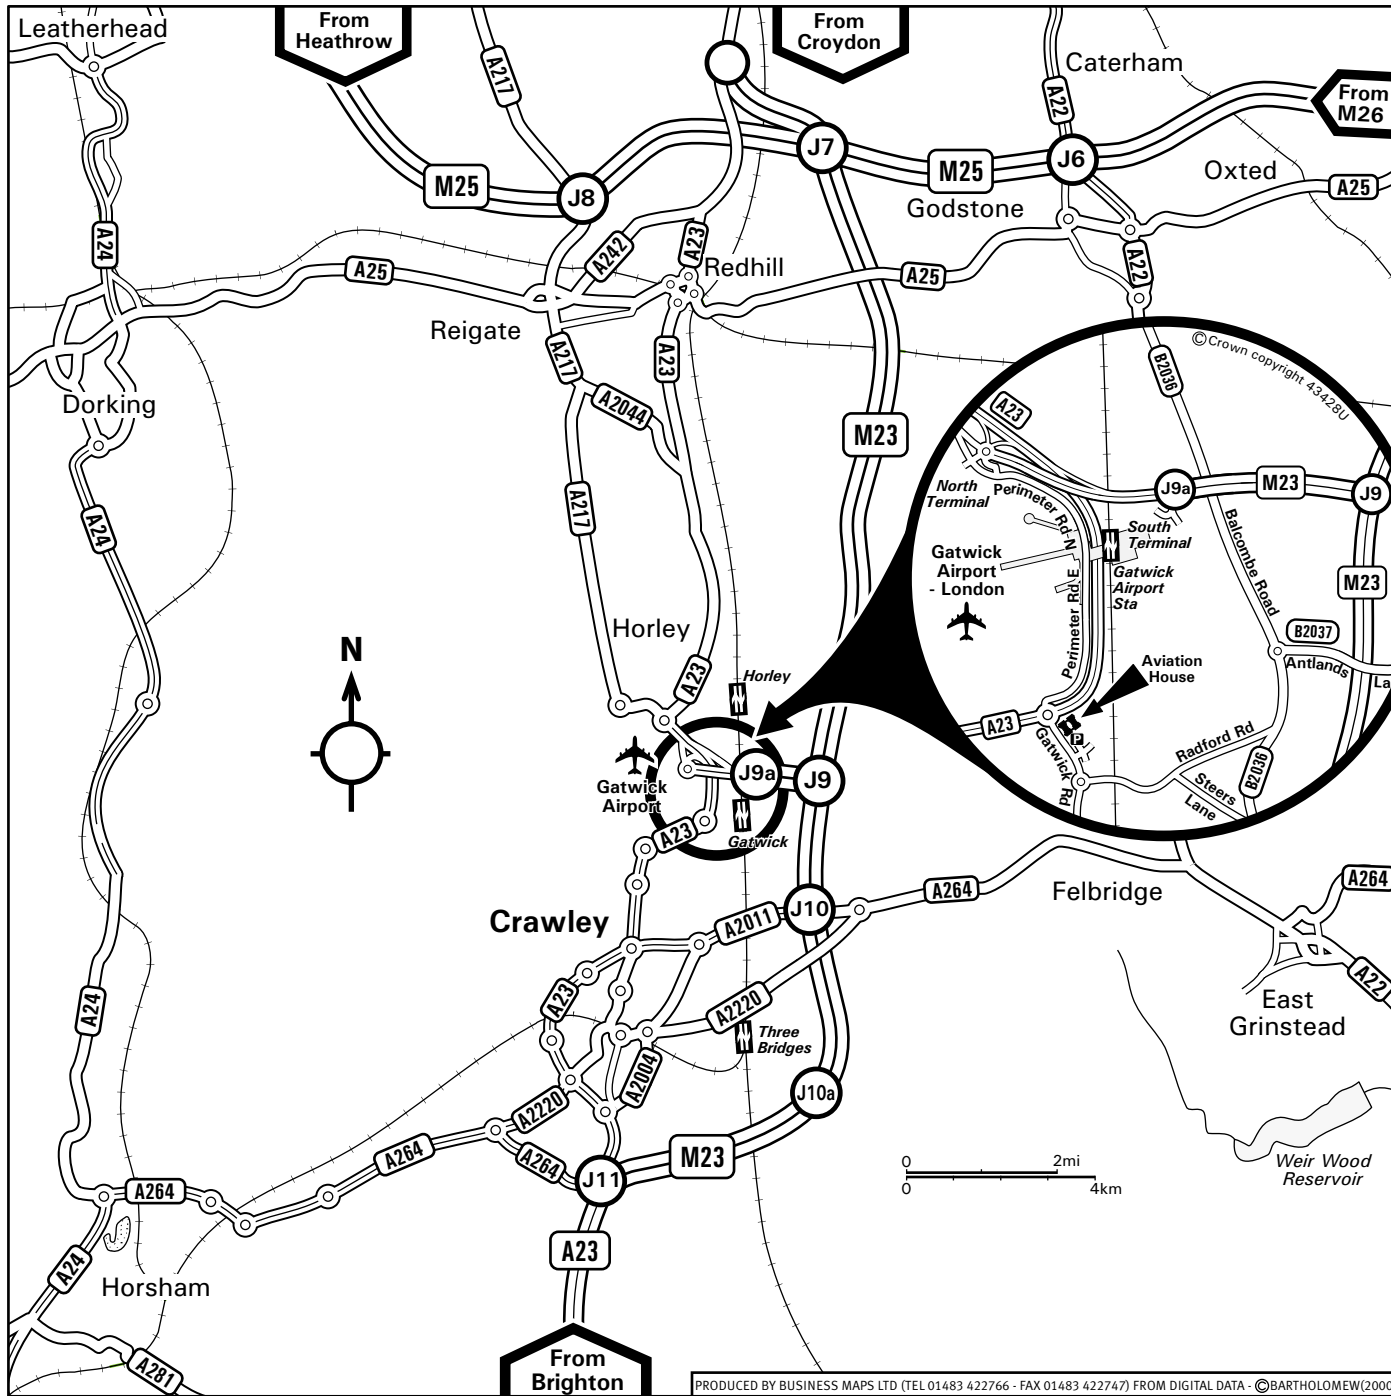 Leatherhead
From
Heathrow
From
Croydon
A217
Caterham
A22
From
M26
J7
J6
M25
J8
M25
Oxted
A25
Godstone
A24
A242
A23
Redhill
A25
A25
A22
Reigate
A217
A23
B2036
©Crown copyright 43428U
Dorking
A2044
M23
A23
A24
A217
North
Terminal
Perimeter Rd N
J9a
M23
J9
South
Terminal
Balcombe Road
Gatwick
Airport
- London
Gatwick
Airport
Sta
M23
Perimeter Rd E
Horley
B2037
Antlands
La
N
A23
Horley
Aviation
House
A23
P
Gatwick Rd
Radford Rd
Steers
Lane
B2036
Gatwick
Airport
J9a
J9
A23
Gatwick
Felbridge
A264
A264
Crawley
A2011
J10
A24
A23
A2220
A22
East
Grinstead
Three
Bridges
A2004
J10a
A2220
A264
A264
M23
J11
0
2mi
0
4km
Weir Wood
Reservoir
A264
A24
Horsham
A23
A281
From
Brighton
PRODUCED BY BUSINESS MAPS LTD (TEL 01483 422766 - FAX 01483 422747) FROM DIGITAL DATA - ©BARTHOLOMEW(2000